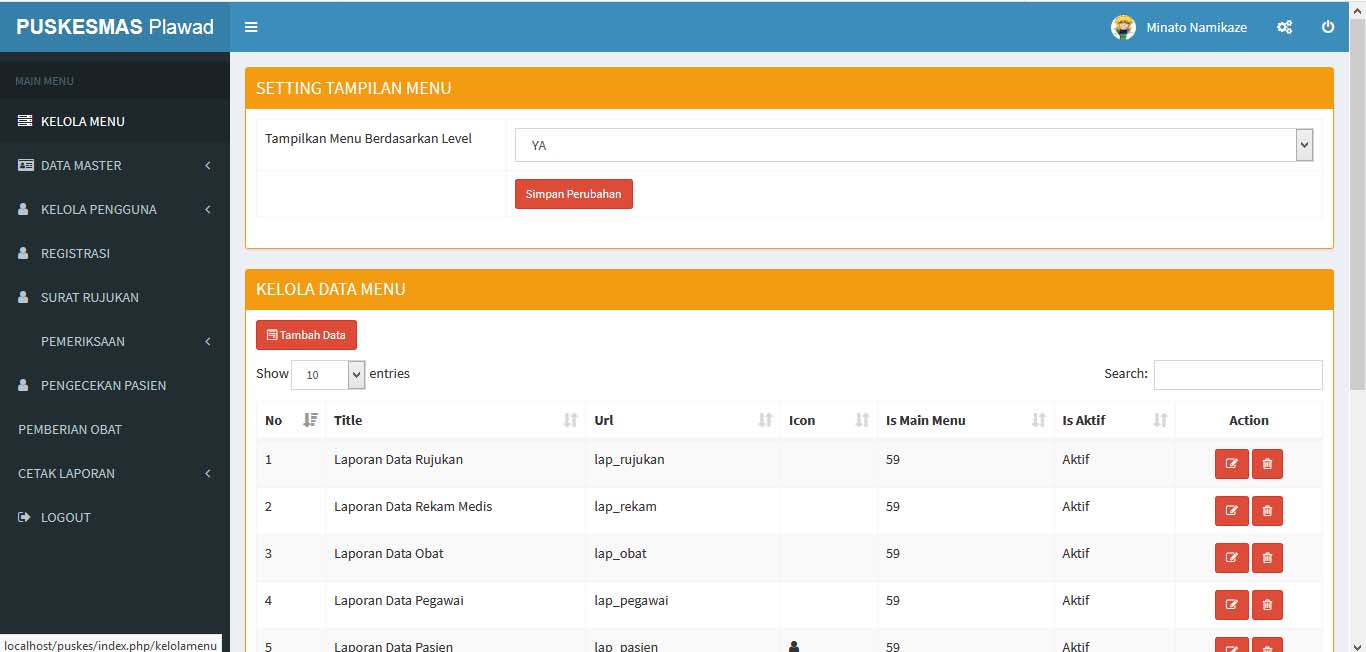 PUSKESMAS Plawad
Minato Namikaze
MAIN MENU
KELOLA MENU
DATA MASTER
KELOLA PENGGUNA
REGISTRASI
SURAT RUJUKAN
PEMERIKSAAN
PENGECEKAN PASIEN
PEMBERIAN OBAT
CETAK LAPORAN
LOGOUT
SETTING TAMPILAN MENU
Tampilkan Menu Berdasarkan Level YA
Simpan Perubahan
KELOLA DATA MENU
Tambah Data
Show 10 entries Search:
No Title Url Icon Is Main Menu Is Aktif Action
1 Laporan Data Rujukan lap_rujukan 59 Aktif
2 Laporan Data Rekam Medis lap_rekam 59 Aktif
3 Laporan Data Obat lap_obat 59 Aktif
4 Laporan Data Pegawai lap_pegawai 59 Aktif
5 Laporan Data Pasien lap_pasien 59 Aktif
localhost/puskes/index.php/kelolamenu